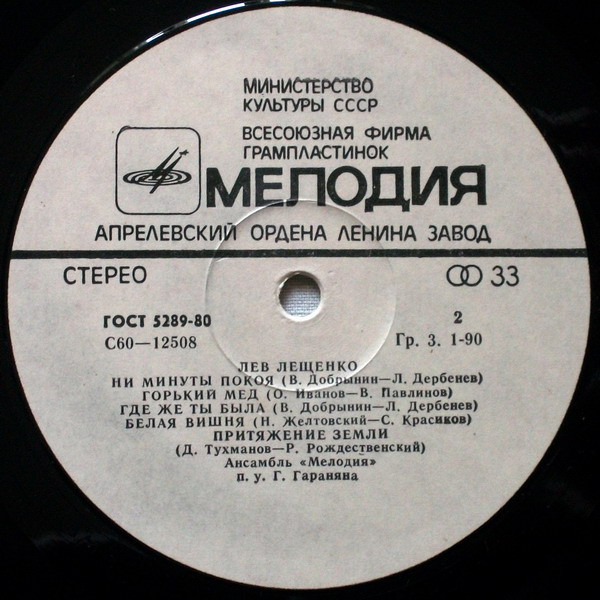 МИНИСТЕРСТВО
КУЛЬТУРЫ СССР
ВСЕСОЮЗНАЯ ФИРМА
ГРАМПЛАСТИНОК
МЕЛОДИЯ
АПРЕЛЕВСКИЙ ОРДЕНА ЛЕНИНА ЗАВОД
СТЕРЕО 33
ГОСТ 5289-80 2
С60—12508 Гр. 3. 1-90
ЛЕВ ЛЕЩЕНКО
НИ МИНУТЫ ПОКОЯ (В. Добрынин—Л. Дербенев)
ГОРЬКИЙ МЕД (О. Иванов—В. Павлинов)
ГДЕ ЖЕ ТЫ БЫЛА (В. Добрынин—Л. Дербенев)
БЕЛАЯ ВИШНЯ (Н. Желтовский—С. Красиков)
ПРИТЯЖЕНИЕ ЗЕМЛИ
(Д. Тухманов—Р. Рождественский)
Ансамбль «Мелодия»
п. у. Г. Гараняна